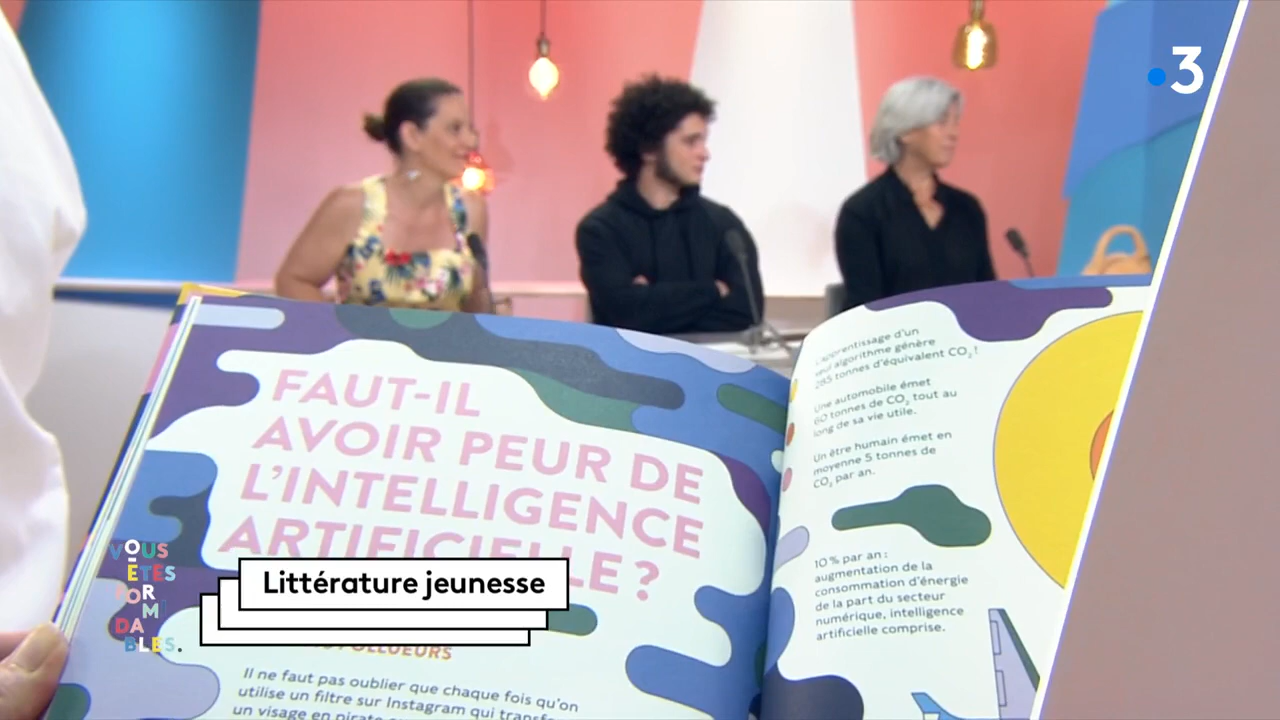 3
FAUT-IL
AVOIR PEUR DE
L'INTELLIGENCE
ARTIFICIELLE ?
POLLUEURS
Il ne faut pas oublier que chaque fois qu'on
utilise un filtre sur Instagram qui
un visage en pirate
L'apprentissage d'un
seul algorithme génère
285 tonnes d'équivalent CO₂ !
Une automobile émet
60 tonnes de CO₂ tout au
long de sa vie utile.
Un être humain émet en
moyenne 5 tonnes de
CO₂ par an.
10 % par an :
augmentation de la
consommation d'énergie
de la part du secteur
numérique, intelligence
artificielle comprise.
VOUS
ÊTES
FOR
MI
DA
BLES.
Littérature jeunesse